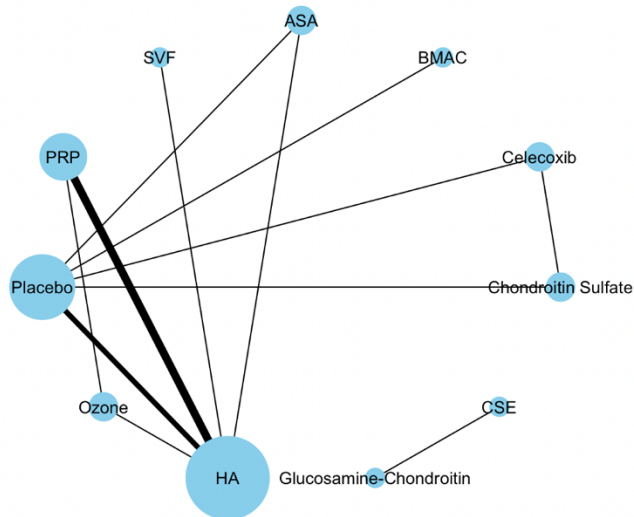 ASA
SVF
BMAC
PRP
Celecoxib
Placebo
Chondroitin Sulfate
Ozone
CSE
HA
Glucosamine-Chondroitin